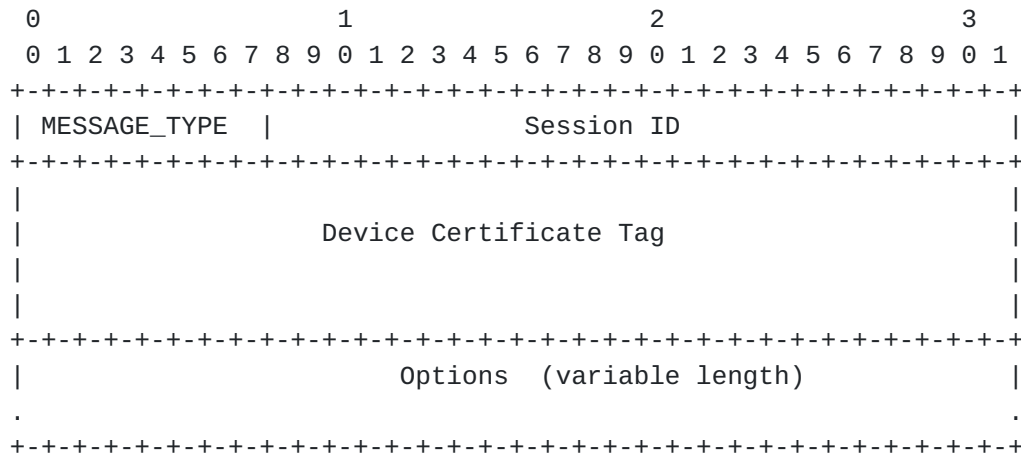 0                   1                   2                   3
 0 1 2 3 4 5 6 7 8 9 0 1 2 3 4 5 6 7 8 9 0 1 2 3 4 5 6 7 8 9 0 1
+-+-+-+-+-+-+-+-+-+-+-+-+-+-+-+-+-+-+-+-+-+-+-+-+-+-+-+-+-+-+-+-+
| MESSAGE_TYPE  |                Session ID                     |
+-+-+-+-+-+-+-+-+-+-+-+-+-+-+-+-+-+-+-+-+-+-+-+-+-+-+-+-+-+-+-+-+
|                                                               |
|                   Device Certificate Tag                      |
|                                                               |
|                                                               |
+-+-+-+-+-+-+-+-+-+-+-+-+-+-+-+-+-+-+-+-+-+-+-+-+-+-+-+-+-+-+-+-+
|                        Options  (variable length)             |
.                                                               .
+-+-+-+-+-+-+-+-+-+-+-+-+-+-+-+-+-+-+-+-+-+-+-+-+-+-+-+-+-+-+-+-+